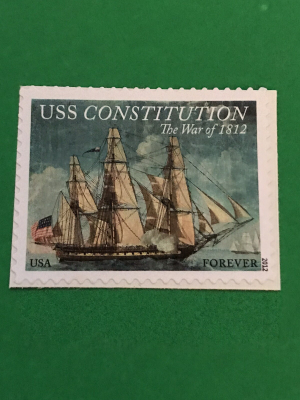 USS CONSTITUTION
The War of 1812
USA FOREVER
2012